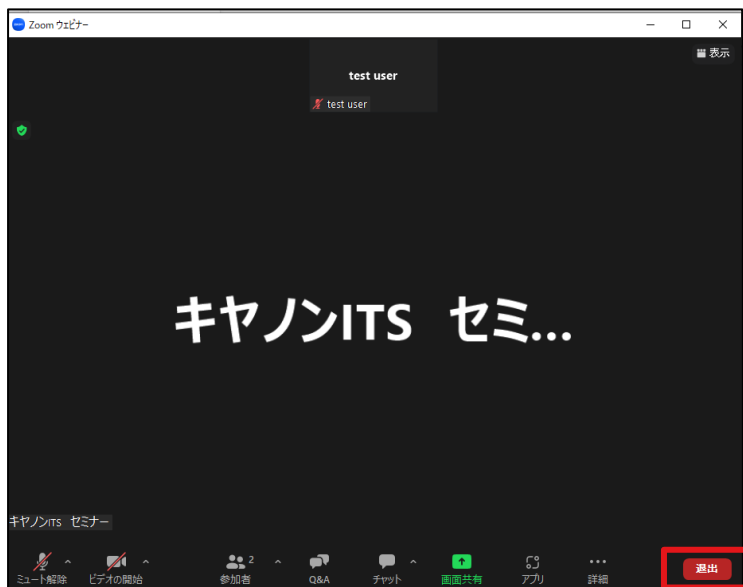 Zoom ウェビナー
表示
test user
test user
キヤノンITS セミ...
キヤノンITS セミナー
ミュート解除 ビデオの開始 参加者 2 Q&A チャット 画面共有 アプリ 詳細 退出